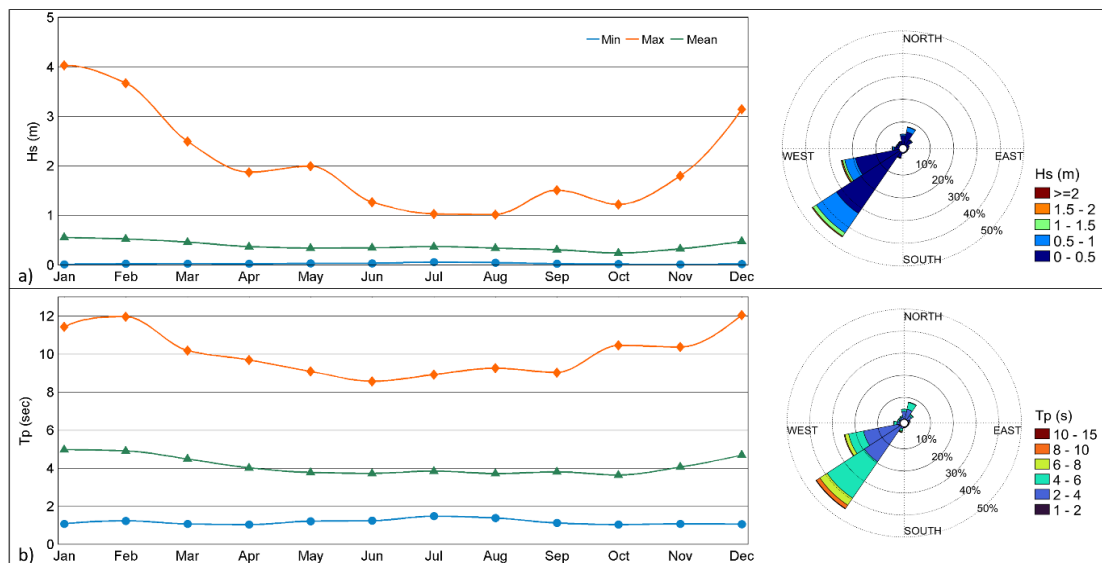 5
4
3
2
1
0
Hs (m)
Min Max Mean
a)
Jan Feb Mar Apr May Jun Jul Aug Sep Oct Nov Dec
NORTH
WEST
EAST
SOUTH
10%
20%
30%
40%
50%
Hs (m)
>=2
1.5 - 2
1 - 1.5
0.5 - 1
0 - 0.5
12
10
8
6
4
2
0
Tp (sec)
b)
Jan Feb Mar Apr May Jun Jul Aug Sep Oct Nov Dec
NORTH
WEST
EAST
SOUTH
10%
20%
30%
40%
50%
Tp (s)
10 - 15
8 - 10
6 - 8
4 - 6
2 - 4
1 - 2